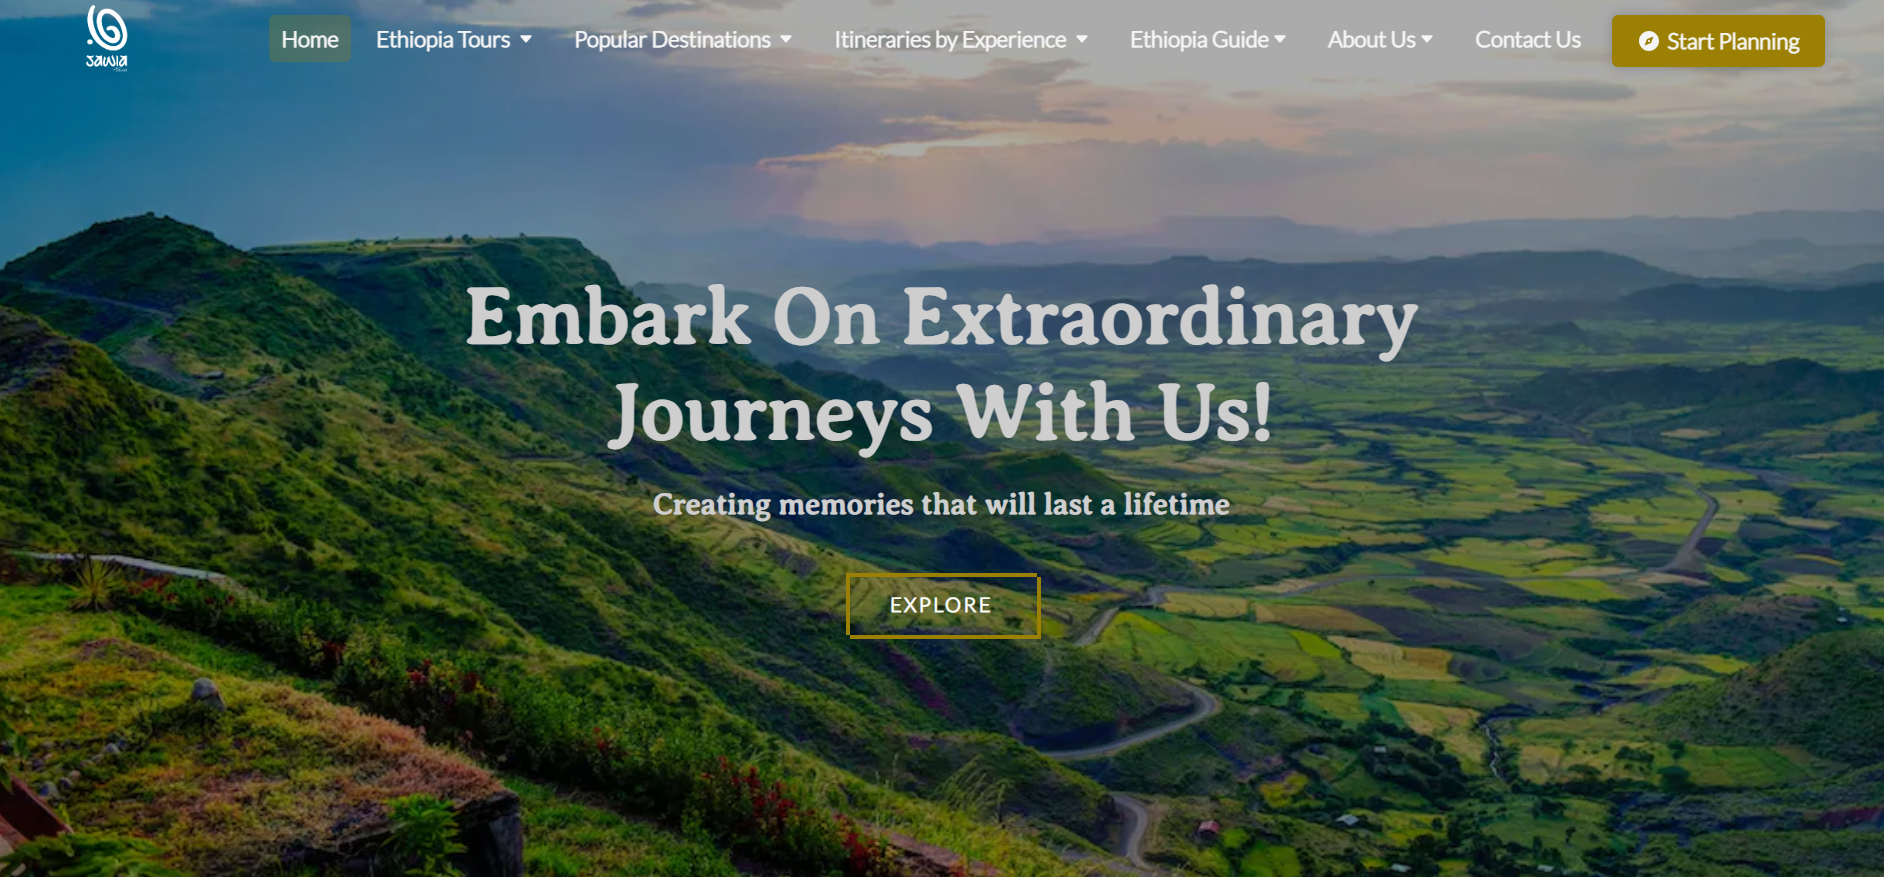 Home
Ethiopia Tours
Popular Destinations
Itineraries by Experience
Ethiopia Guide
About Us
Contact Us
Start Planning
Embark On Extraordinary
Journeys With Us!
Creating memories that will last a lifetime
EXPLORE